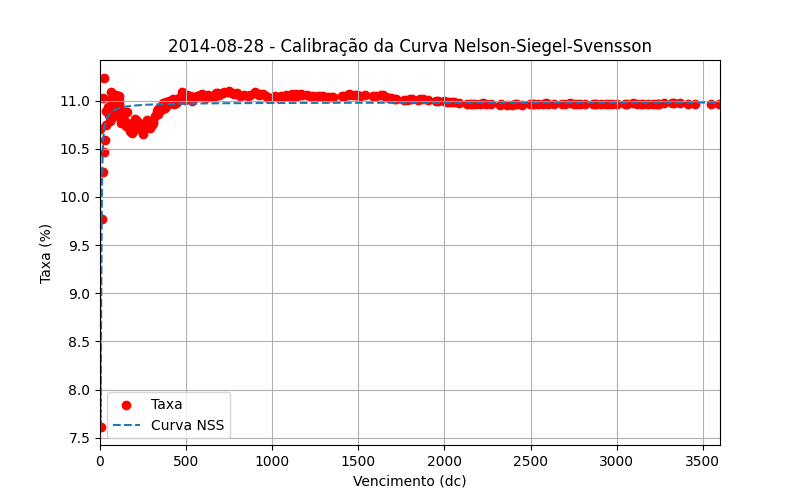 2014-08-28 - Calibração da Curva Nelson-Siegel-Svensson
Taxa (%)
11.0
10.5
10.0
9.5
9.0
8.5
8.0
7.5
Taxa
Curva NSS
0 500 1000 1500 2000 2500 3000 3500
Vencimento (dc)